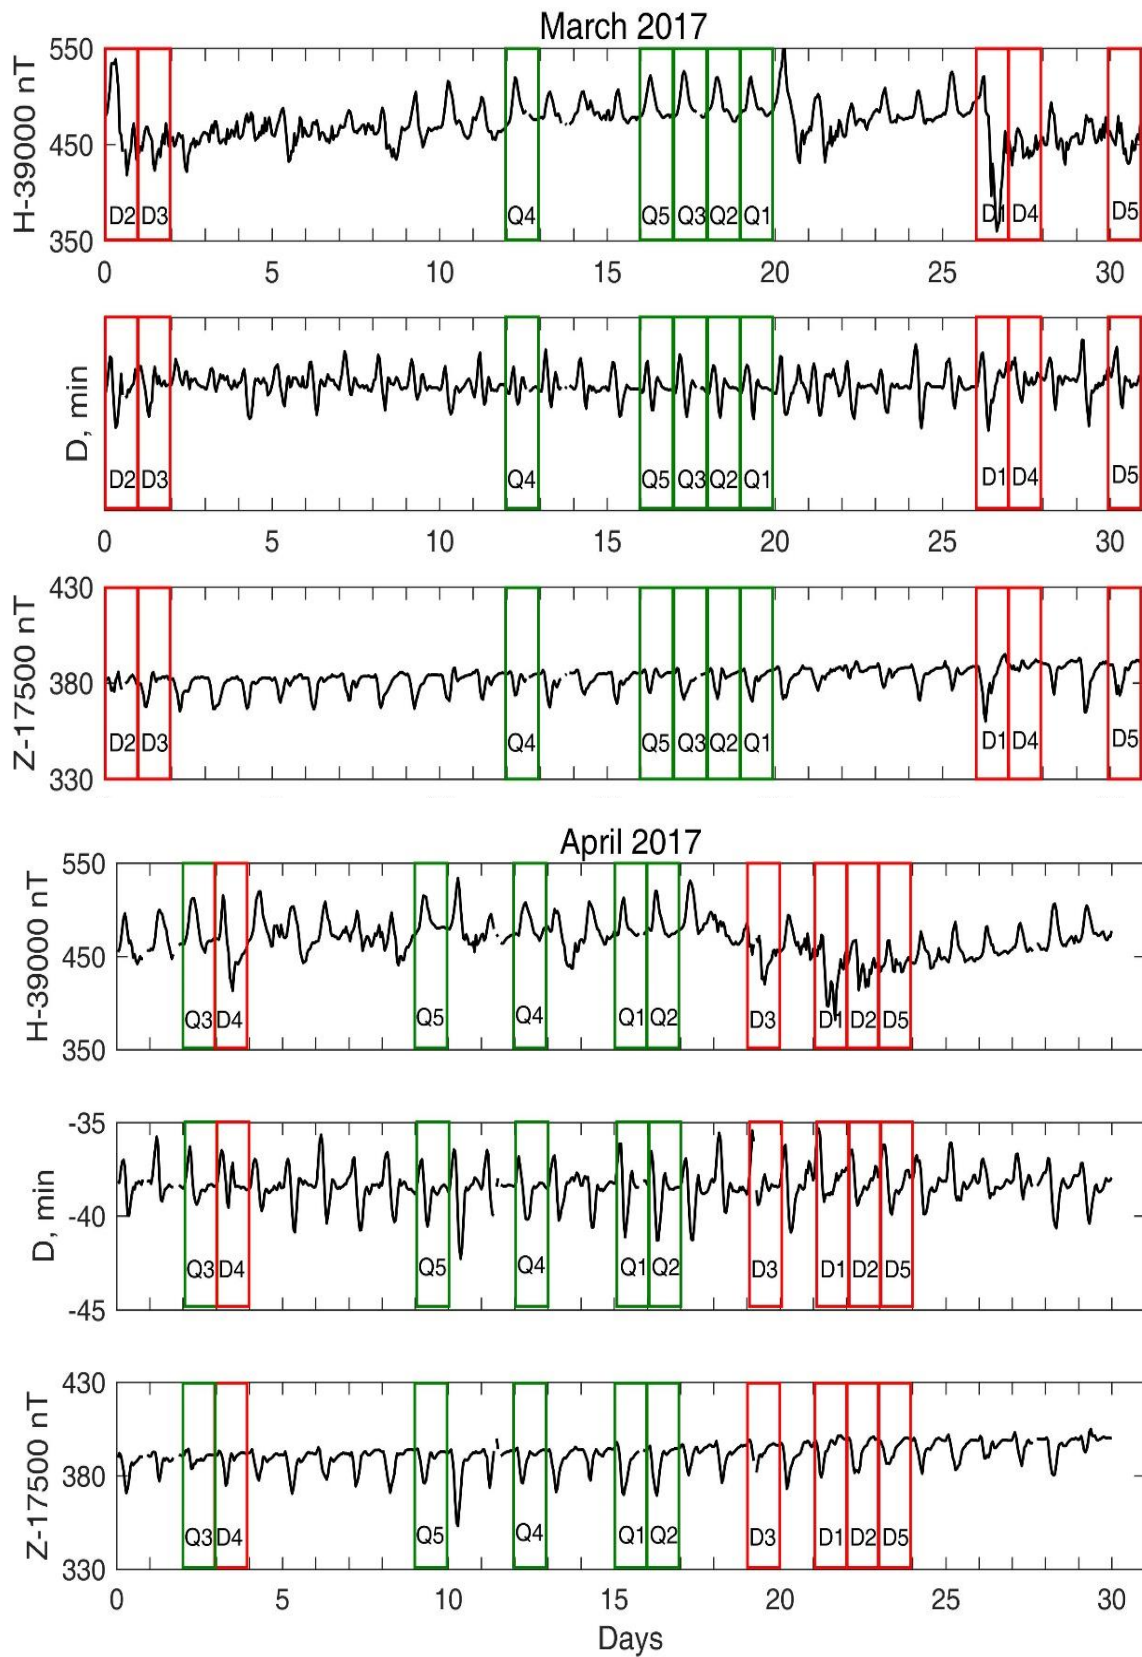 March 2017
550
450
350
H-39000 nT
D2 D3 Q4 Q5 Q3 Q2 Q1 D1 D4 D5
0 5 10 15 20 25 30
D, min
D2 D3 Q4 Q5 Q3 Q2 Q1 D1 D4 D5
0 5 10 15 20 25 30
430
380
330
Z-17500 nT
D2 D3 Q4 Q5 Q3 Q2 Q1 D1 D4 D5
April 2017
550
450
350
H-39000 nT
Q3 D4 Q5 Q4 Q1 Q2 D3 D1 D2 D5
-35
-40
-45
D, min
Q3 D4 Q5 Q4 Q1 Q2 D3 D1 D2 D5
430
380
330
Z-17500 nT
Q3 D4 Q5 Q4 Q1 Q2 D3 D1 D2 D5
0 5 10 15 20 25 30
Days